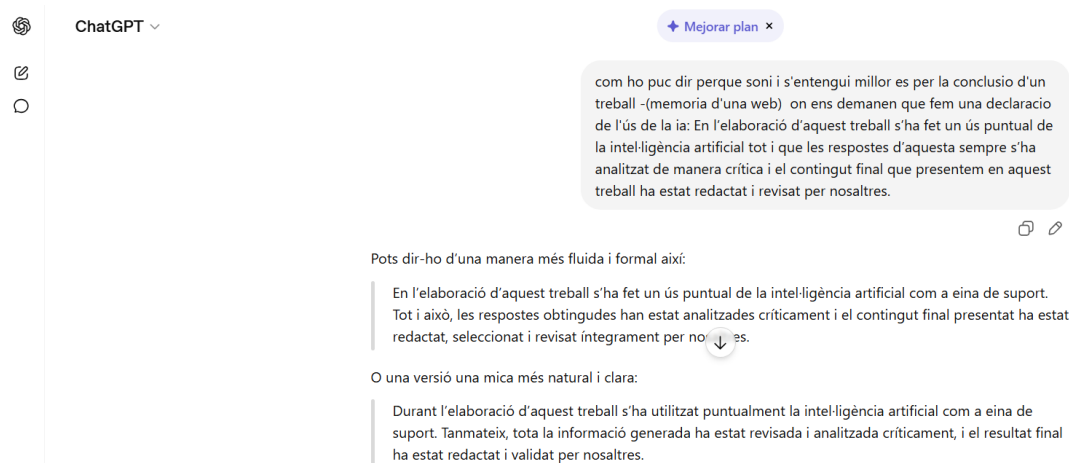 ChatGPT
Mejorar plan ×
com ho puc dir perque soni i s'entengui millor es per la conclusio d'un
treball -(memoria d'una web)  on ens demanen que fem una declaracio
de l'ús de la ia: En l’elaboració d’aquest treball s’ha fet un ús puntual de
la intel·ligència artificial tot i que les respostes d’aquesta sempre s’ha
analitzat de manera crítica i el contingut final que presentem en aquest
treball ha estat redactat i revisat per nosaltres.
Pots dir-ho d’una manera més fluida i formal així:
En l’elaboració d’aquest treball s’ha fet un ús puntual de la intel·ligència artificial com a eina de suport.
Tot i això, les respostes obtingudes han estat analitzades críticament i el contingut final presentat ha estat
redactat, seleccionat i revisat íntegrament per
O una versió una mica més natural i clara:
Durant l’elaboració d’aquest treball s’ha utilitzat puntualment la intel·ligència artificial com a eina de
suport. Tanmateix, tota la informació generada ha estat revisada i analitzada críticament, i el resultat final
ha estat redactat i validat per nosaltres.